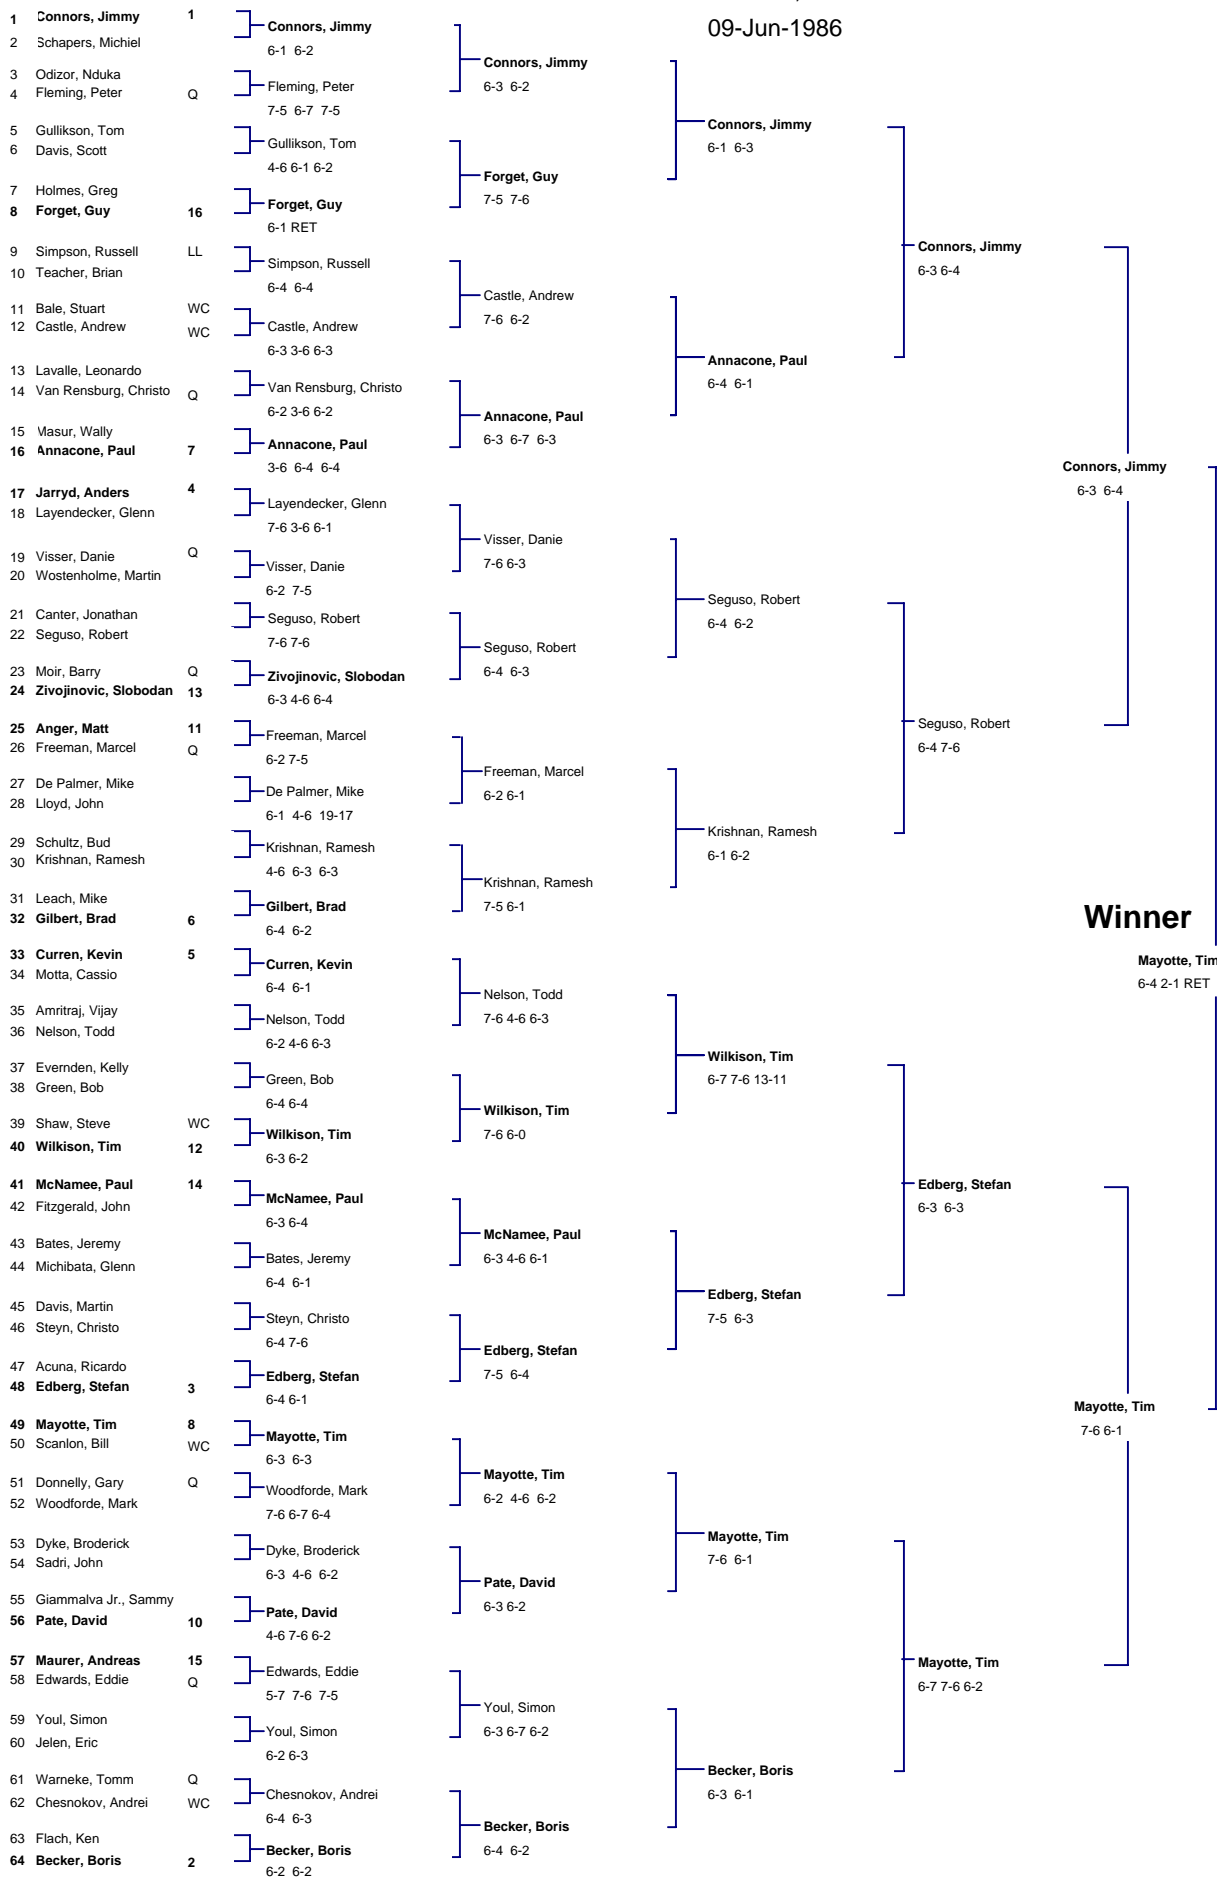 09-Jun-1986
1 Connors, Jimmy 1
2 Schapers, Michiel
3 Odizor, Nduka
4 Fleming, Peter Q
5 Gullikson, Tom
6 Davis, Scott
7 Holmes, Greg
8 Forget, Guy 16
9 Simpson, Russell LL
10 Teacher, Brian
11 Bale, Stuart WC
12 Castle, Andrew WC
13 Lavalle, Leonardo
14 Van Rensburg, Christo Q
15 Masur, Wally
16 Annacone, Paul 7
17 Jarryd, Anders 4
18 Layendecker, Glenn
19 Visser, Danie Q
20 Wostenholme, Martin
21 Canter, Jonathan
22 Seguso, Robert
23 Moir, Barry Q
24 Zivojinovic, Slobodan 13
25 Anger, Matt 11
26 Freeman, Marcel Q
27 De Palmer, Mike
28 Lloyd, John
29 Schultz, Bud
30 Krishnan, Ramesh
31 Leach, Mike
32 Gilbert, Brad 6
33 Curren, Kevin 5
34 Motta, Cassio
35 Amritraj, Vijay
36 Nelson, Todd
37 Evernden, Kelly
38 Green, Bob
39 Shaw, Steve WC
40 Wilkison, Tim 12
41 McNamee, Paul 14
42 Fitzgerald, John
43 Bates, Jeremy
44 Michibata, Glenn
45 Davis, Martin
46 Steyn, Christo
47 Acuna, Ricardo
48 Edberg, Stefan 3
49 Mayotte, Tim 8
50 Scanlon, Bill WC
51 Donnelly, Gary Q
52 Woodforde, Mark
53 Dyke, Broderick
54 Sadri, John
55 Giammalva Jr., Sammy
56 Pate, David 10
57 Maurer, Andreas 15
58 Edwards, Eddie Q
59 Youl, Simon
60 Jelen, Eric
61 Warneke, Tomm Q
62 Chesnokov, Andrei WC
63 Flach, Ken
64 Becker, Boris 2
Connors, Jimmy
6-1 6-2
Fleming, Peter
7-5 6-7 7-5
Gullikson, Tom
4-6 6-1 6-2
Forget, Guy
6-1 RET
Simpson, Russell
6-4 6-4
Castle, Andrew
6-3 3-6 6-3
Van Rensburg, Christo
6-2 3-6 6-2
Annacone, Paul
3-6 6-4 6-4
Layendecker, Glenn
7-6 3-6 6-1
Visser, Danie
6-2 7-5
Seguso, Robert
7-6 7-6
Zivojinovic, Slobodan
6-3 4-6 6-4
Freeman, Marcel
6-2 7-5
De Palmer, Mike
6-1 4-6 19-17
Krishnan, Ramesh
4-6 6-3 6-3
Gilbert, Brad
6-4 6-2
Curren, Kevin
6-4 6-1
Nelson, Todd
6-2 4-6 6-3
Green, Bob
6-4 6-4
Wilkison, Tim
6-3 6-2
McNamee, Paul
6-3 6-4
Bates, Jeremy
6-4 6-1
Steyn, Christo
6-4 7-6
Edberg, Stefan
6-4 6-1
Mayotte, Tim
6-3 6-3
Woodforde, Mark
7-6 6-7 6-4
Dyke, Broderick
6-3 4-6 6-2
Pate, David
4-6 7-6 6-2
Edwards, Eddie
5-7 7-6 7-5
Youl, Simon
6-2 6-3
Chesnokov, Andrei
6-4 6-3
Becker, Boris
6-2 6-2
Connors, Jimmy
6-3 6-2
Forget, Guy
7-5 7-6
Castle, Andrew
7-6 6-2
Annacone, Paul
6-3 6-7 6-3
Visser, Danie
7-6 6-3
Seguso, Robert
6-4 6-3
Freeman, Marcel
6-2 6-1
Krishnan, Ramesh
7-5 6-1
Nelson, Todd
7-6 4-6 6-3
Wilkison, Tim
7-6 6-0
McNamee, Paul
6-3 4-6 6-1
Edberg, Stefan
7-5 6-4
Mayotte, Tim
6-2 4-6 6-2
Pate, David
6-3 6-2
Youl, Simon
6-3 6-7 6-2
Becker, Boris
6-4 6-2
Connors, Jimmy
6-1 6-3
Annacone, Paul
6-4 6-1
Seguso, Robert
6-4 6-2
Krishnan, Ramesh
6-1 6-2
Wilkison, Tim
6-7 7-6 13-11
Edberg, Stefan
7-5 6-3
Mayotte, Tim
7-6 6-1
Becker, Boris
6-3 6-1
Connors, Jimmy
6-3 6-4
Seguso, Robert
6-4 7-6
Edberg, Stefan
6-3 6-3
Mayotte, Tim
6-7 7-6 6-2
Connors, Jimmy
6-3 6-4
Mayotte, Tim
7-6 6-1
Winner
Mayotte, Tim
6-4 2-1 RET